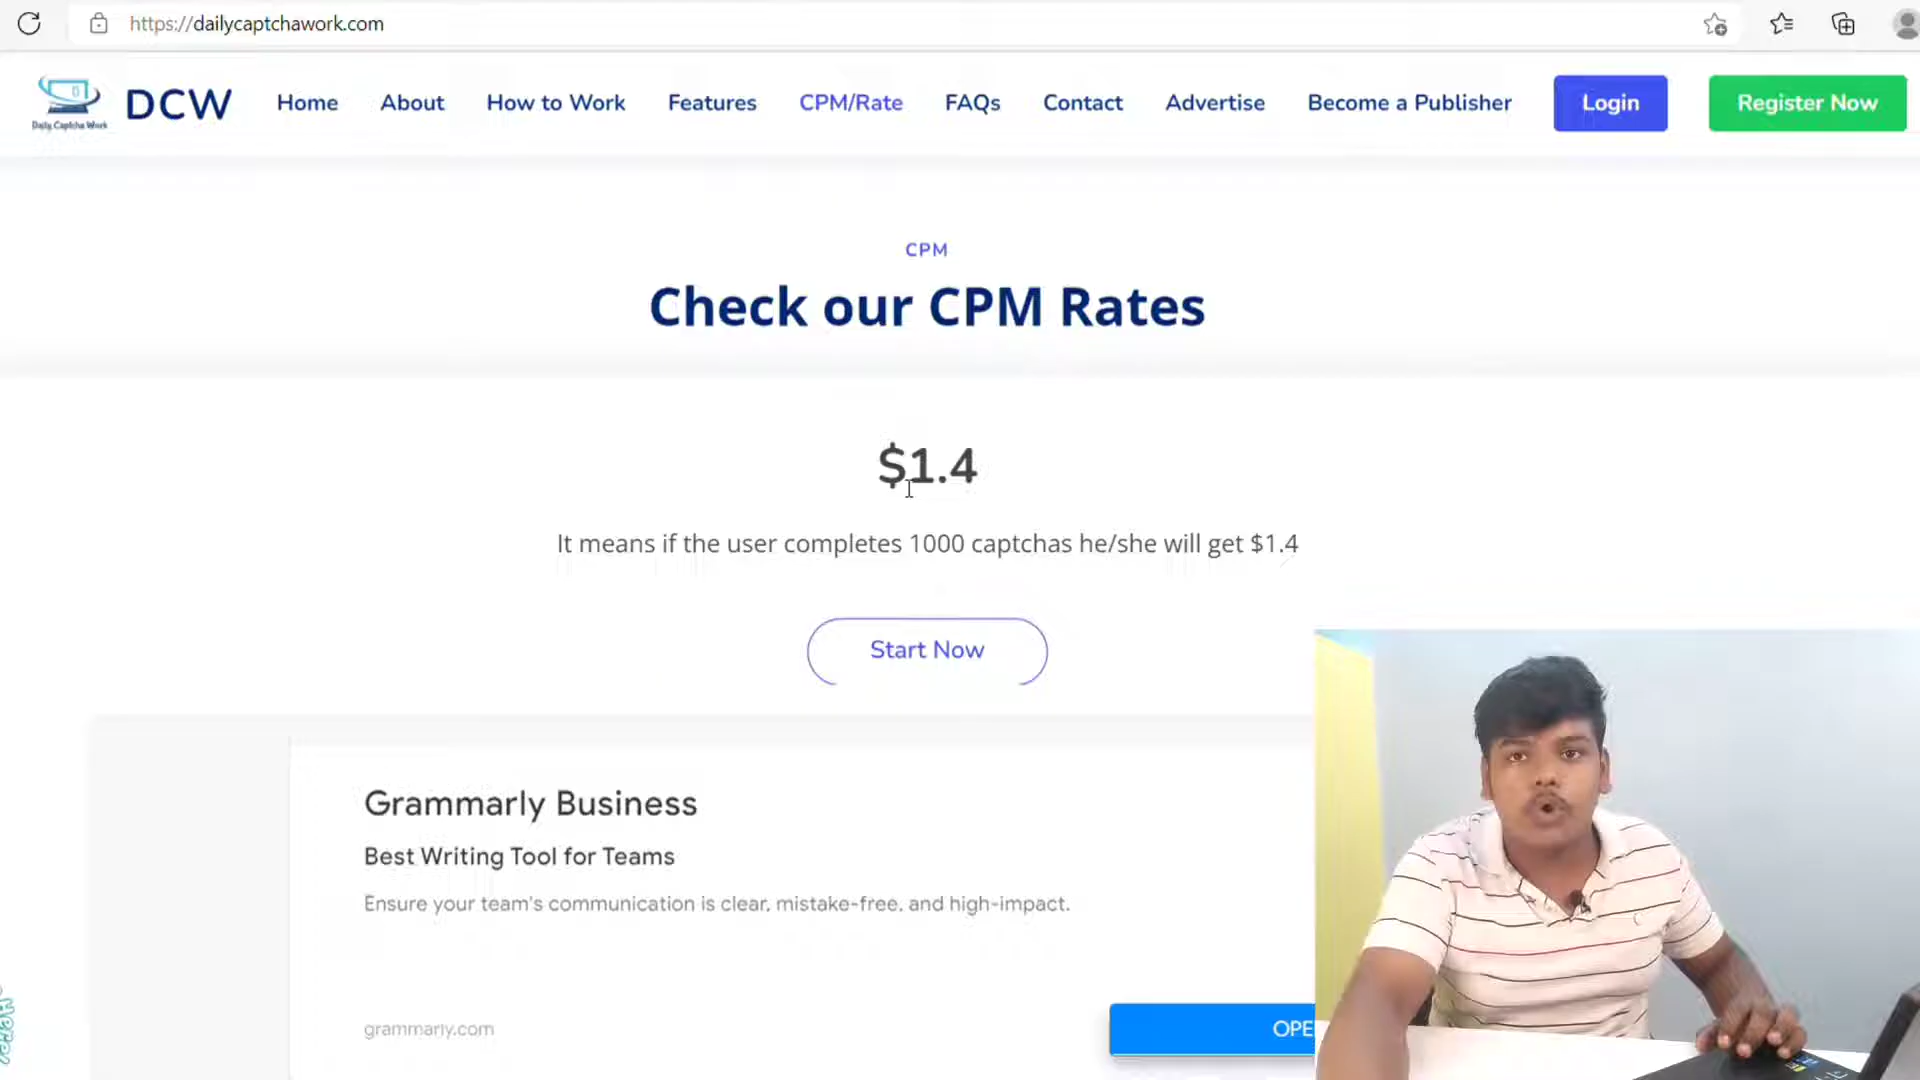 https://dailycaptchawork.com
Daily Captcha Work
DCW
Home
About
How to Work
Features
CPM/Rate
FAQs
Contact
Advertise
Become a Publisher
Login
Register Now
CPM
Check our CPM Rates
$1.4
It means if the user completes 1000 captchas he/she will get $1.4
Start Now
Grammarly Business
Best Writing Tool for Teams
Ensure your team's communication is clear, mistake-free, and high-impact.
grammarly.com
OPE